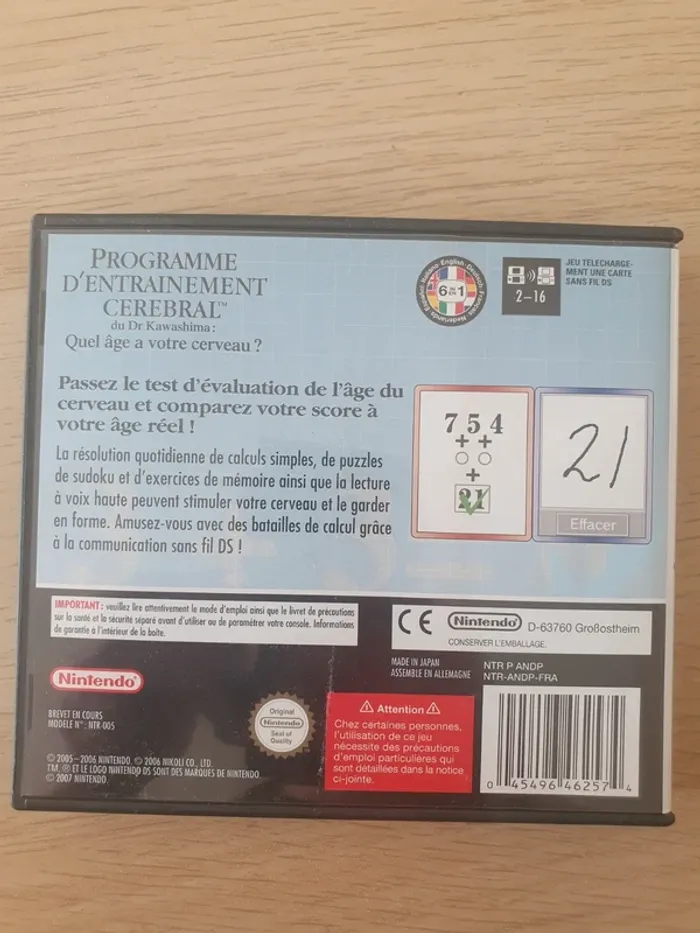 PROGRAMME
D'ENTRAINEMENT
CEREBRAL™
du Dr Kawashima :
Quel âge a votre cerveau ?
English · Deutsch · Français · Nederlands · Español · Italiano
6 IN EN 1
2–16
JEU TELECHARGE-
MENT UNE CARTE
SANS FIL DS
Passez le test d'évaluation de l'âge du
cerveau et comparez votre score à
votre âge réel !
La résolution quotidienne de calculs simples, de puzzles
de sudoku et d'exercices de mémoire ainsi que la lecture
à voix haute peuvent stimuler votre cerveau et le garder
en forme. Amusez-vous avec des batailles de calcul grâce
à la communication sans fil DS !
7 5 4
+ +
+
21
21
Effacer
IMPORTANT : veuillez lire attentivement le mode d'emploi ainsi que le livret de précautions
sur la santé et la sécurité séparé avant d'utiliser ou de paramétrer votre console. Informations
de garantie à l'intérieur de la boîte.
CE
Nintendo®
D-63760 Großostheim
CONSERVER L'EMBALLAGE.
MADE IN JAPAN
ASSEMBLE EN ALLEMAGNE
NTR P ANDP
NTR-ANDP-FRA
Nintendo®
BREVET EN COURS
MODÈLE N° : NTR-005
Original
Nintendo®
Seal of
Quality
© 2005–2006 NINTENDO. © 2006 NIKOLI CO., LTD.
TM, ® ET LE LOGO NINTENDO DS SONT DES MARQUES DE NINTENDO.
© 2007 NINTENDO.
⚠ Attention ⚠
Chez certaines personnes,
l'utilisation de ce jeu
nécessite des précautions
d'emploi particulières qui
sont détaillées dans la notice
ci-jointe.
0 45496 46257 4